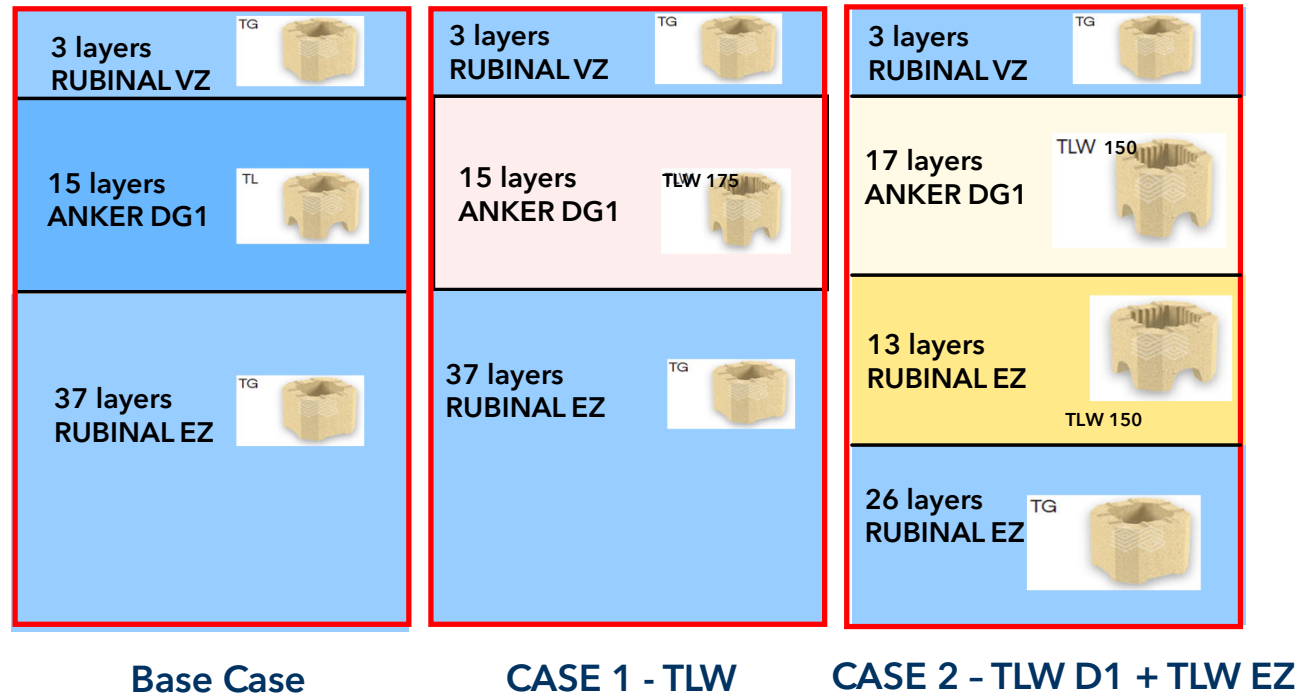 3 layers
RUBINAL VZ
TG
15 layers
ANKER DG1
TL
37 layers
RUBINAL EZ
TG
Base Case
3 layers
RUBINAL VZ
TG
15 layers
ANKER DG1
TLW 175
37 layers
RUBINAL EZ
TG
CASE 1 - TLW
3 layers
RUBINAL VZ
TG
17 layers
ANKER DG1
TLW 150
13 layers
RUBINAL EZ
TLW 150
26 layers
RUBINAL EZ
TG
CASE 2 – TLW D1 + TLW EZ